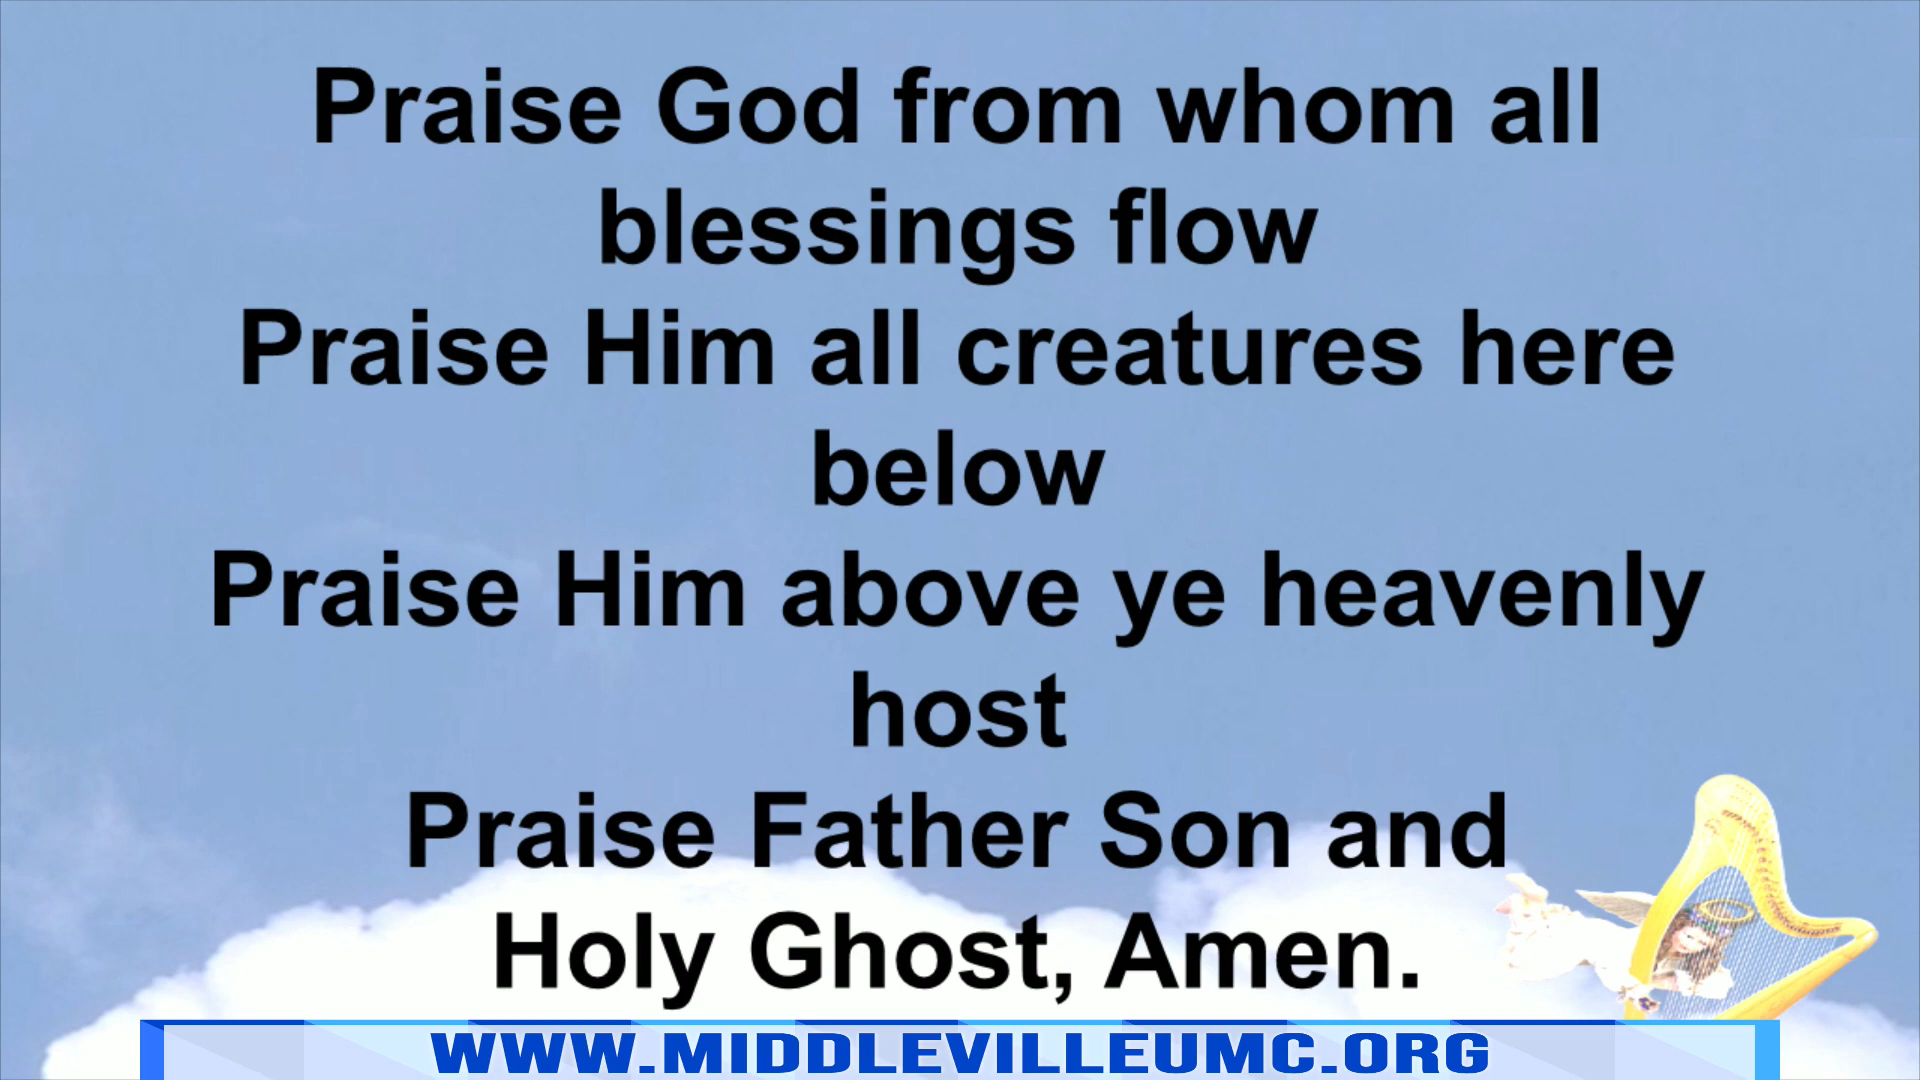 Praise God from whom all
blessings flow
Praise Him all creatures here
below
Praise Him above ye heavenly
host
Praise Father Son and
Holy Ghost, Amen.
WWW.MIDDLEVILLEUMC.ORG